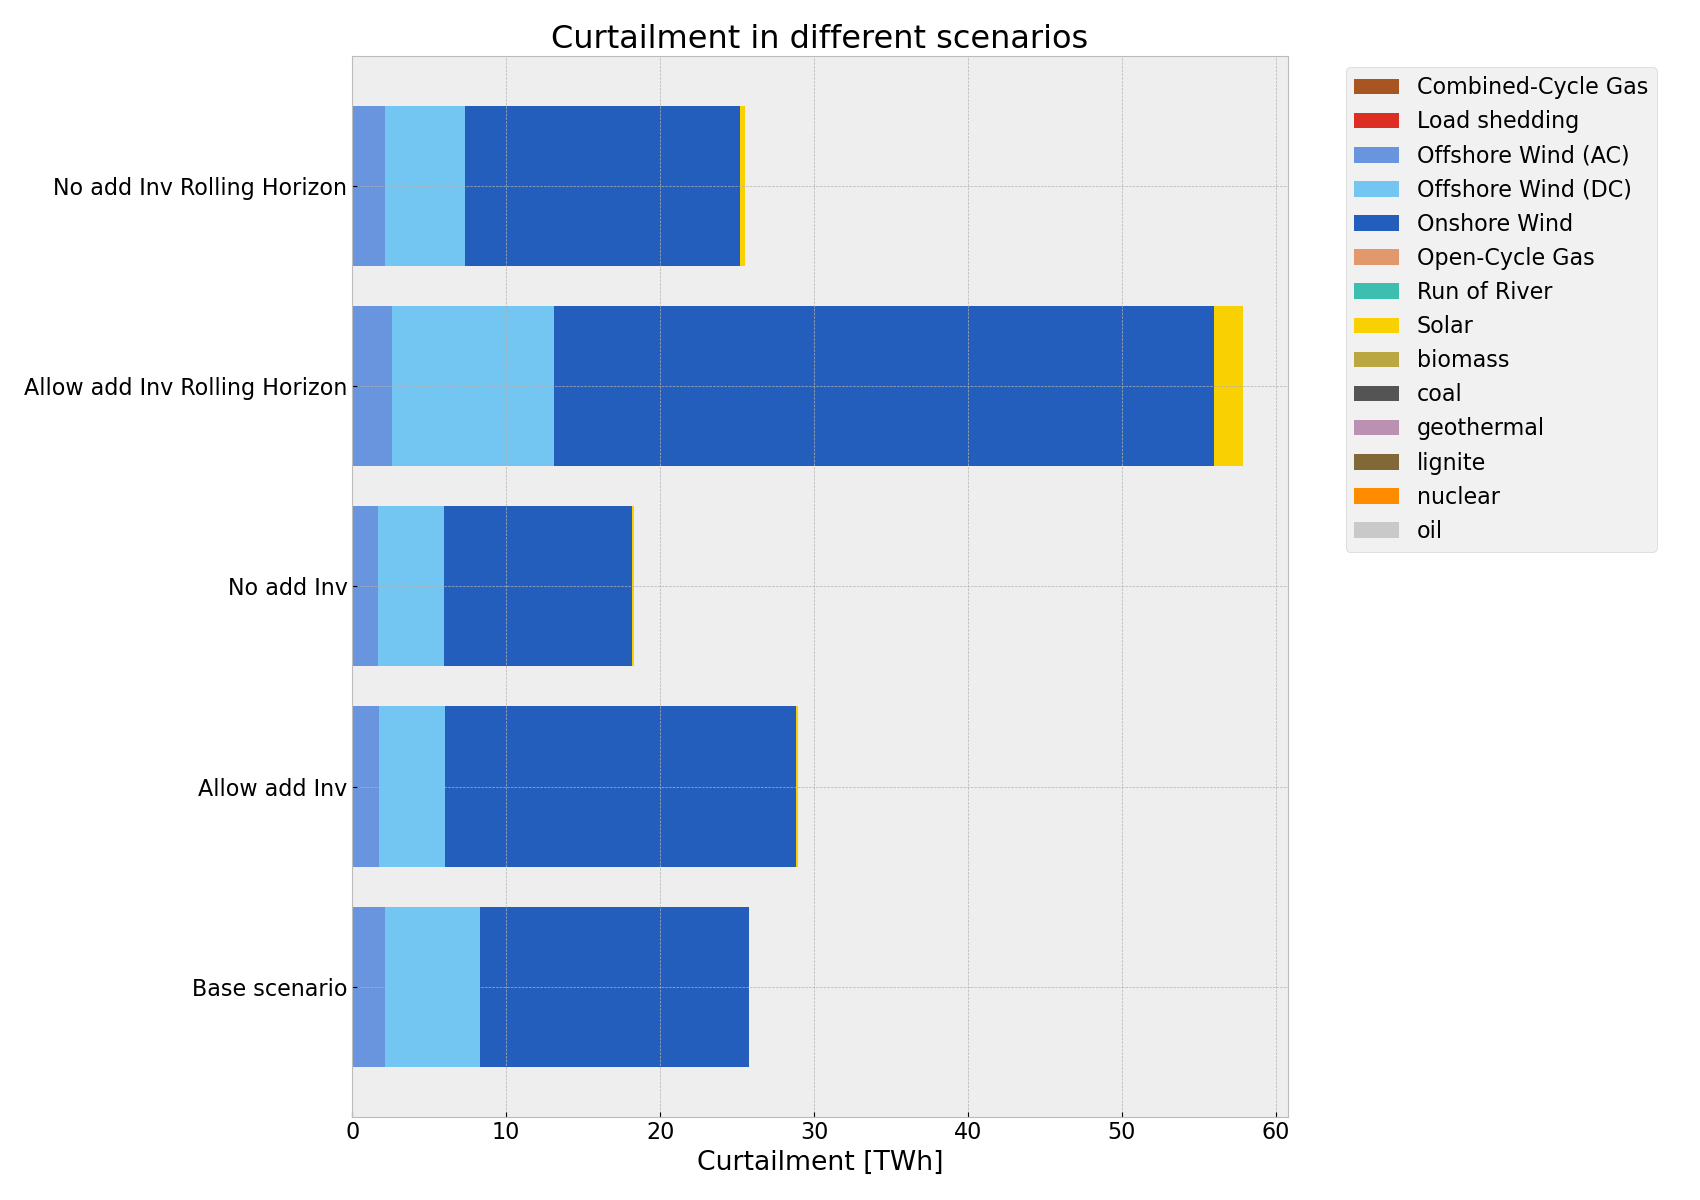 Curtailment in different scenarios
No add Inv Rolling Horizon
Allow add Inv Rolling Horizon
No add Inv
Allow add Inv
Base scenario
0 10 20 30 40 50 60
Curtailment [TWh]
Combined-Cycle Gas
Load shedding
Offshore Wind (AC)
Offshore Wind (DC)
Onshore Wind
Open-Cycle Gas
Run of River
Solar
biomass
coal
geothermal
lignite
nuclear
oil